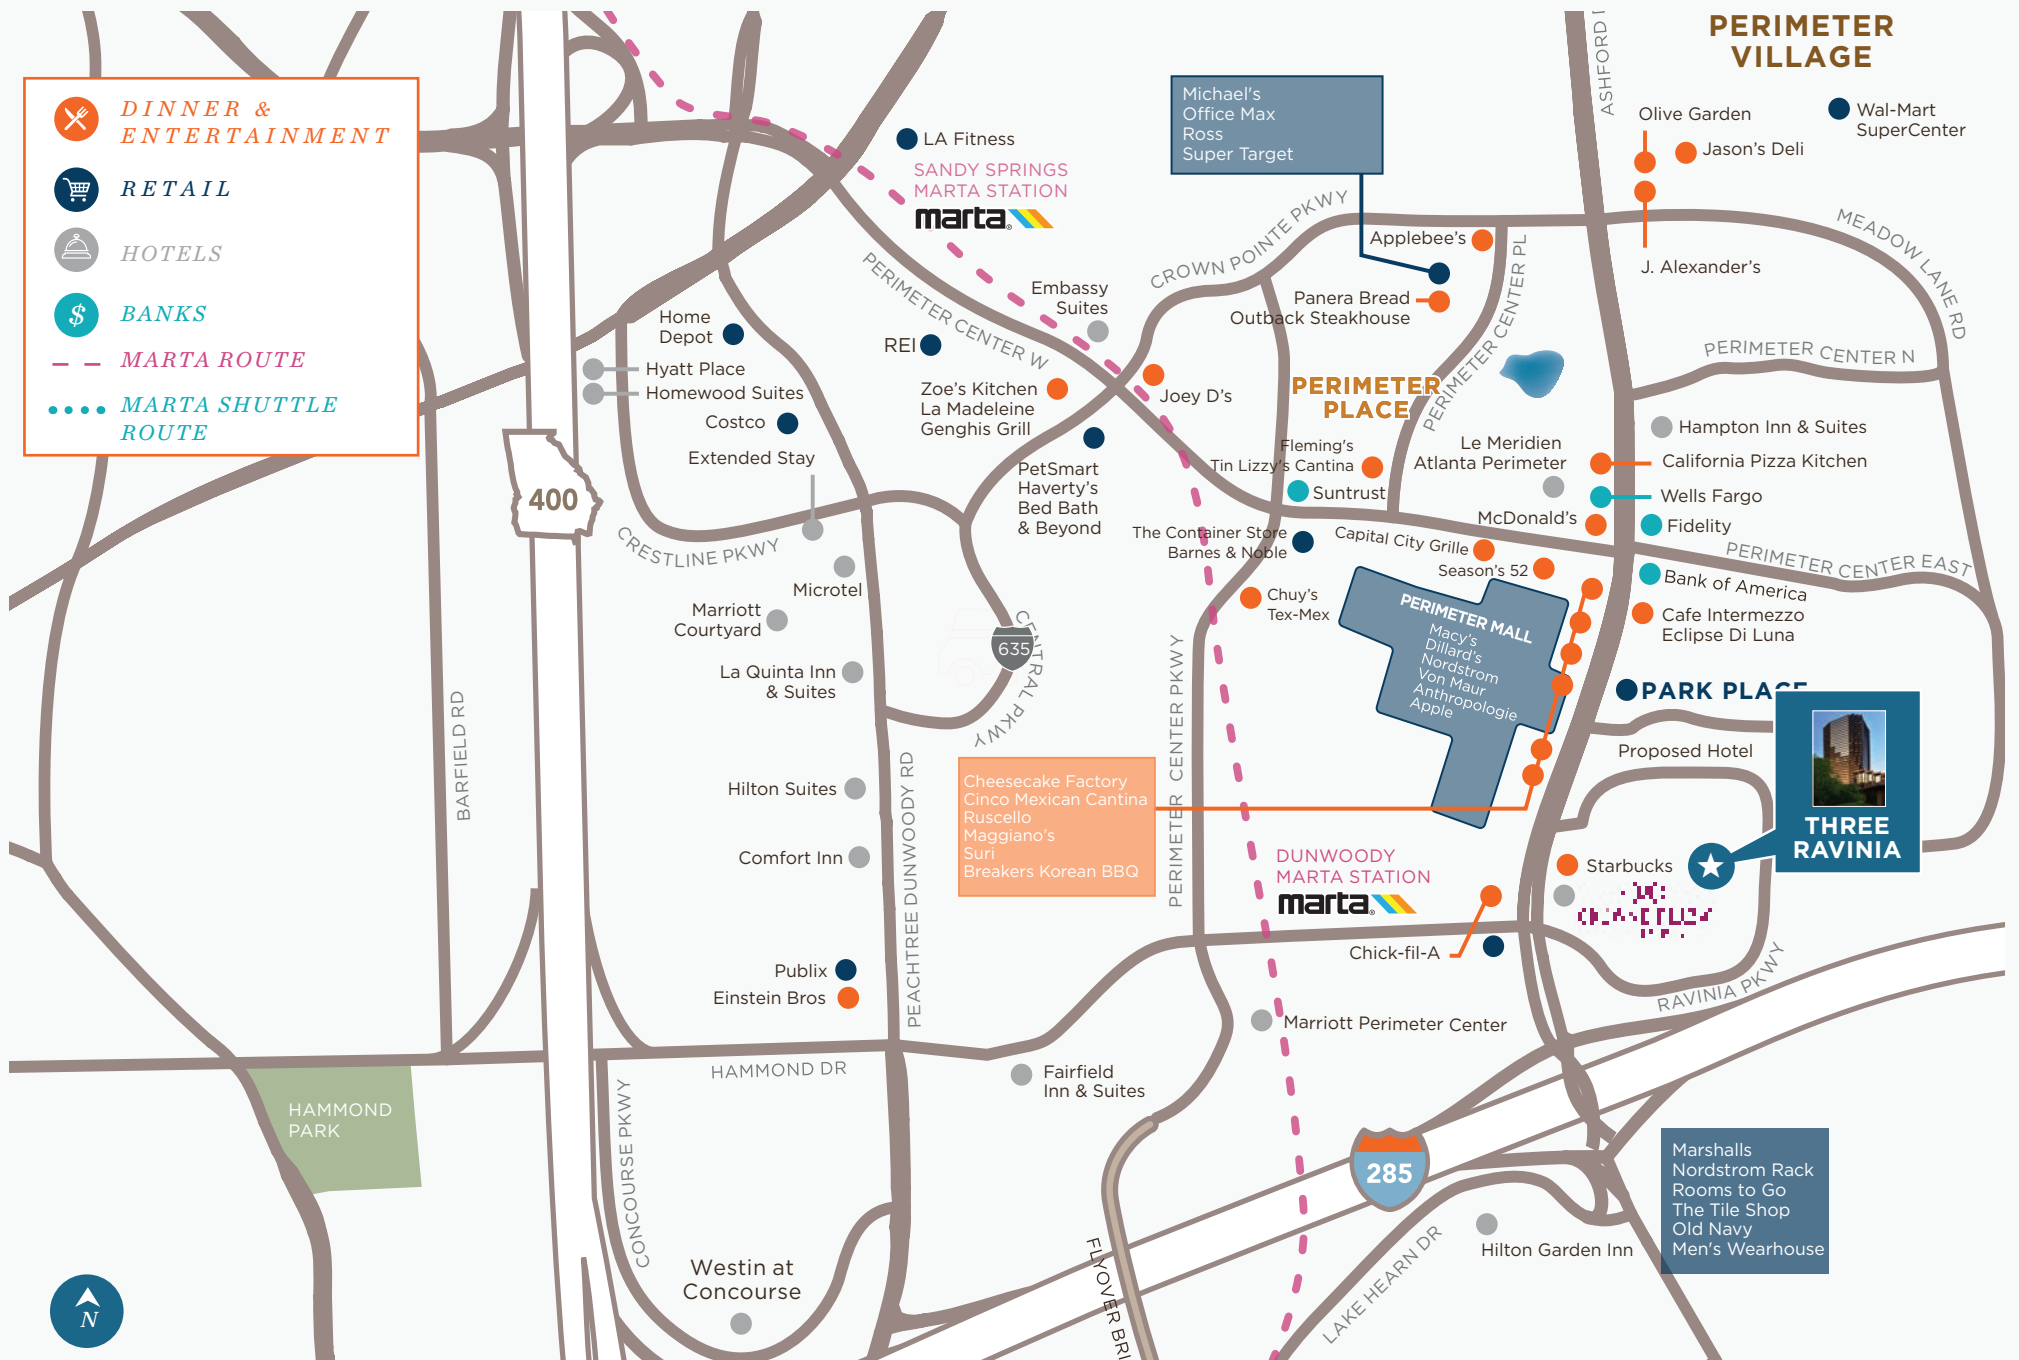 DINNER &
ENTERTAINMENT
RETAIL
HOTELS
BANKS
MARTA ROUTE
MARTA SHUTTLE
ROUTE
PERIMETER
VILLAGE
ASHFORD
Olive Garden
Jason's Deli
Wal-Mart
SuperCenter
J. Alexander's
MEADOW LANE RD
Michael's
Office Max
Ross
Super Target
LA Fitness
SANDY SPRINGS
MARTA STATION
marta
PERIMETER CENTER W
CROWN POINTE PKWY
Applebee's
PERIMETER CENTER PL
Panera Bread
Outback Steakhouse
Embassy
Suites
Home
Depot
REI
Hyatt Place
Homewood Suites
Costco
Extended Stay
Zoe's Kitchen
La Madeleine
Genghis Grill
Joey D's
PERIMETER
PLACE
PERIMETER CENTER N
Hampton Inn & Suites
Le Meridien
Atlanta Perimeter
California Pizza Kitchen
Wells Fargo
McDonald's
Fidelity
Fleming's
Tin Lizzy's Cantina
Suntrust
PetSmart
Haverty's
Bed Bath
& Beyond
The Container Store
Barnes & Noble
Capital City Grille
Season's 52
PERIMETER CENTER EAST
Bank of America
Cafe Intermezzo
Eclipse Di Luna
400
CRESTLINE PKWY
Microtel
Marriott
Courtyard
La Quinta Inn
& Suites
635
CENTRAL PKWY
Chuy's
Tex-Mex
PERIMETER MALL
Macy's
Dillard's
Nordstrom
Von Maur
Anthropologie
Apple
PARK PLACE
Proposed Hotel
THREE
RAVINIA
BARFIELD RD
PEACHTREE DUNWOODY RD
PERIMETER CENTER PKWY
Hilton Suites
Comfort Inn
Cheesecake Factory
Cinco Mexican Cantina
Ruscello
Maggiano's
Suri
Breakers Korean BBQ
DUNWOODY
MARTA STATION
marta
Starbucks
Chick-fil-A
RAVINIA PKWY
Publix
Einstein Bros
Marriott Perimeter Center
HAMMOND DR
Fairfield
Inn & Suites
HAMMOND
PARK
CONCOURSE PKWY
285
Marshalls
Nordstrom Rack
Rooms to Go
The Tile Shop
Old Navy
Men's Wearhouse
Hilton Garden Inn
LAKE HEARN DR
FLYOVER
Westin at
Concourse
N